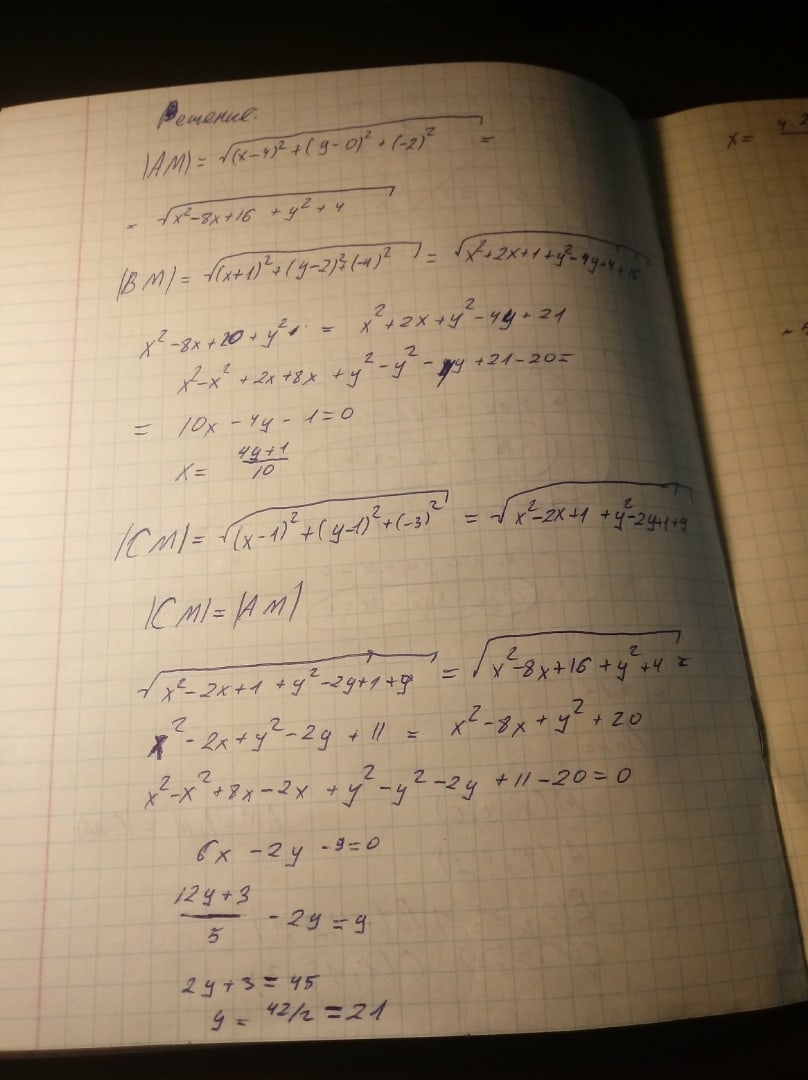 Решение.
|AM| = √((x-4)² + (y-0)² + (-2)²) =
= √(x²-8x+16 + y² + 4)
|BM| = √((x+1)² + (y-2)² + (-4)²) = √(x²+2x+1+y²-4y+4+16)
x²-8x+20+y² = x²+2x+y²-4y+21
x²-x²+2x+8x+y²-y²-4y+21-20=
= 10x-4y-1=0
x= (4y+1)/10
|CM| = √((x-1)²+(y-1)²+(-3)²) = √(x²-2x+1+y²-2y+1+9)
|CM|=|AM|
√(x²-2x+1+y²-2y+1+9) = √(x²-8x+16+y²+4) =
x²-2x+y²-2y+11 = x²-8x+y²+20
x²-x²+8x-2x+y²-y²-2y+11-20=0
6x-2y-9=0
(12y+3)/5 - 2y = 9
2y+3=45
y= 42/2 =21
x=